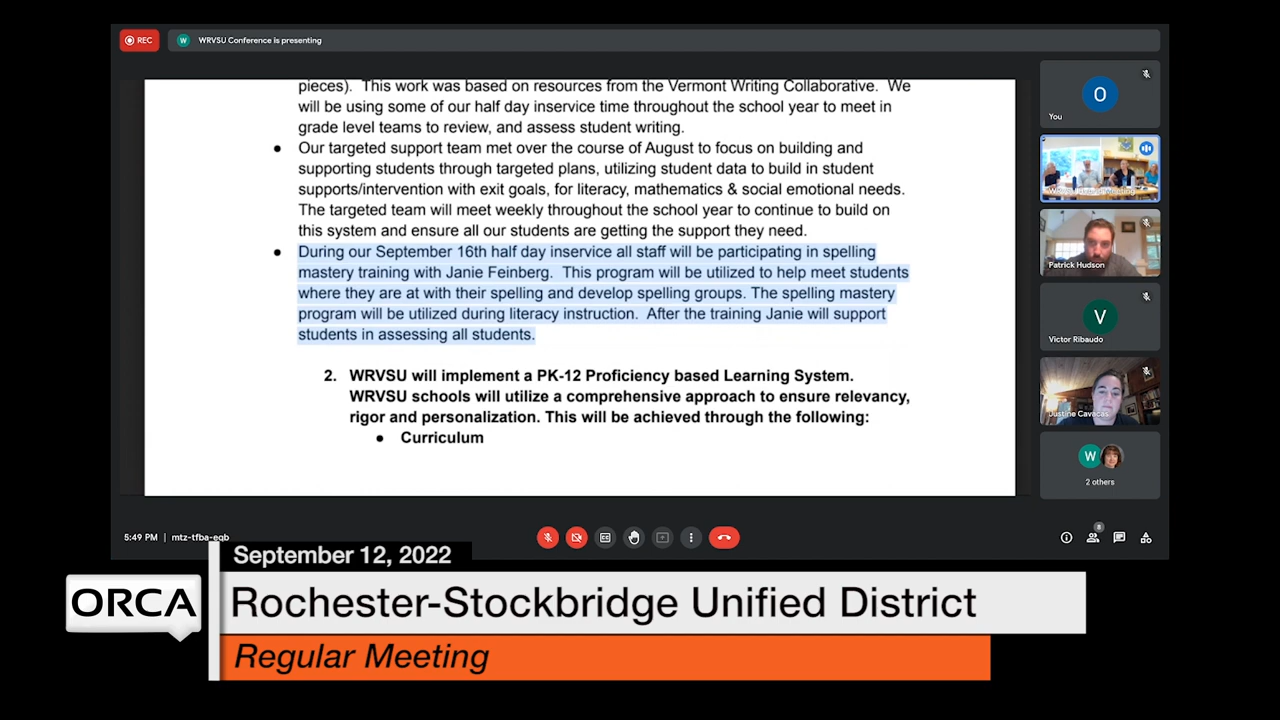 REC
W
WRVSU Conference is presenting
pieces). This work was based on resources from the Vermont Writing Collaborative. We
will be using some of our half day inservice time throughout the school year to meet in
grade level teams to review, and assess student writing.
● Our targeted support team met over the course of August to focus on building and
supporting students through targeted plans, utilizing student data to build in student
supports/intervention with exit goals, for literacy, mathematics & social emotional needs.
The targeted team will meet weekly throughout the school year to continue to build on
this system and ensure all our students are getting the support they need.
● During our September 16th half day inservice all staff will be participating in spelling
mastery training with Janie Feinberg. This program will be utilized to help meet students
where they are at with their spelling and develop spelling groups. The spelling mastery
program will be utilized during literacy instruction. After the training Janie will support
students in assessing all students.
2. WRVSU will implement a PK-12 Proficiency based Learning System.
WRVSU schools will utilize a comprehensive approach to ensure relevancy,
rigor and personalization. This will be achieved through the following:
● Curriculum
O
You
Meeting
Patrick Hudson
V
Victor Ribaudo
Justine Cavacas
W
2 others
5:49 PM | mtz-tfba-eqb
8
September 12, 2022
ORCA
Rochester-Stockbridge Unified District
Regular Meeting